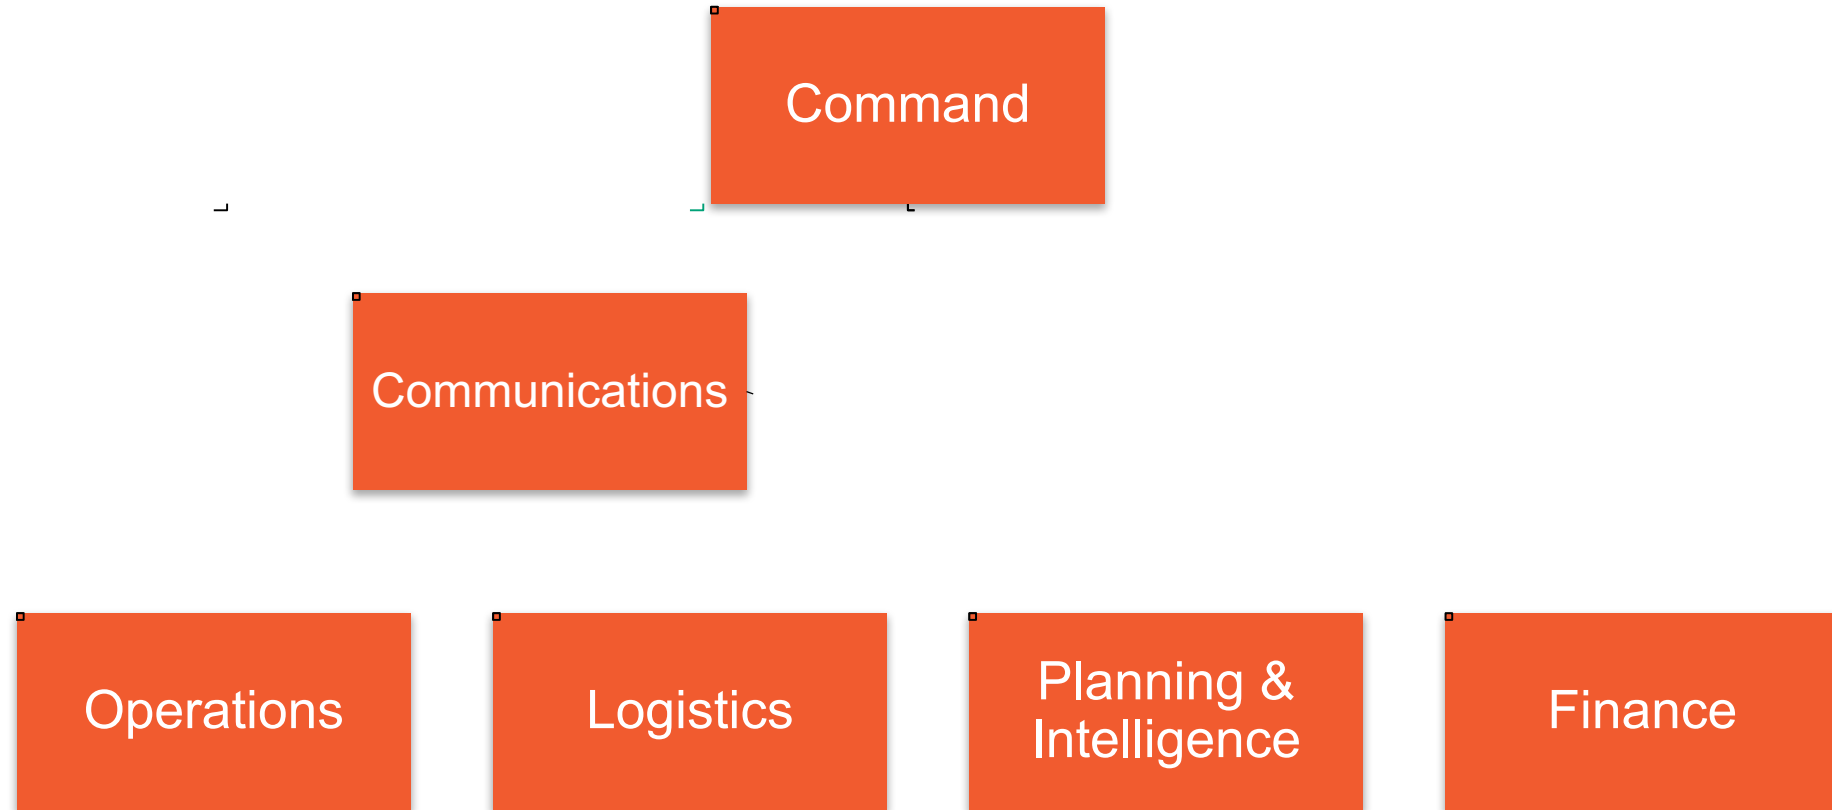 Command
Communications
Operations
Logistics
Planning &
Intelligence
Finance